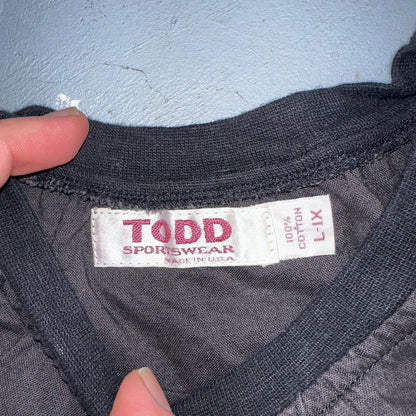 TODD
SPORTSWEAR
MADE IN U.S.A.
100%
COTTON
L-1X